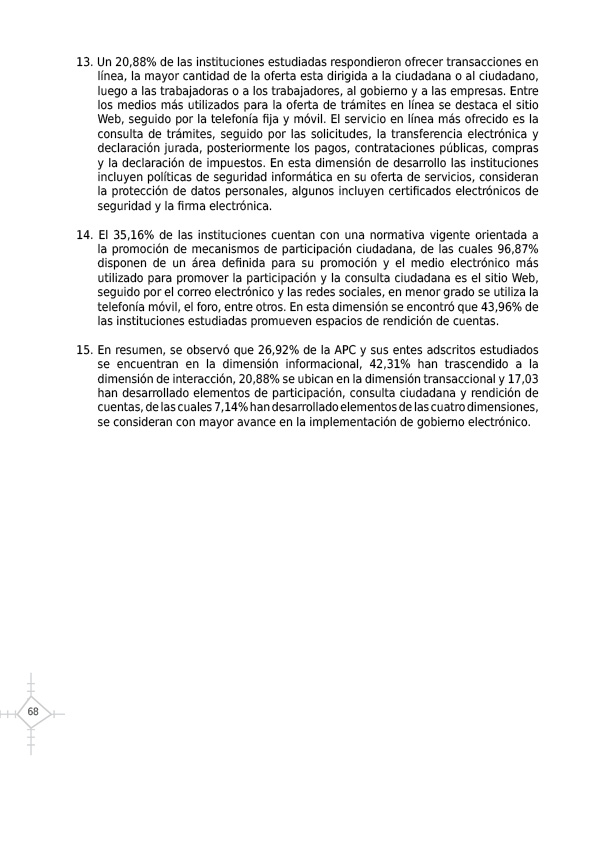 13. Un 20,88% de las instituciones estudiadas respondieron ofrecer transacciones en
línea, la mayor cantidad de la oferta esta dirigida a la ciudadana o al ciudadano,
luego a las trabajadoras o a los trabajadores, al gobierno y a las empresas. Entre
los medios más utilizados para la oferta de trámites en línea se destaca el sitio
Web, seguido por la telefonía fija y móvil. El servicio en línea más ofrecido es la
consulta de trámites, seguido por las solicitudes, la transferencia electrónica y
declaración jurada, posteriormente los pagos, contrataciones públicas, compras
y la declaración de impuestos. En esta dimensión de desarrollo las instituciones
incluyen políticas de seguridad informática en su oferta de servicios, consideran
la protección de datos personales, algunos incluyen certificados electrónicos de
seguridad y la firma electrónica.
14. El 35,16% de las instituciones cuentan con una normativa vigente orientada a
la promoción de mecanismos de participación ciudadana, de las cuales 96,87%
disponen de un área definida para su promoción y el medio electrónico más
utilizado para promover la participación y la consulta ciudadana es el sitio Web,
seguido por el correo electrónico y las redes sociales, en menor grado se utiliza la
telefonía móvil, el foro, entre otros. En esta dimensión se encontró que 43,96% de
las instituciones estudiadas promueven espacios de rendición de cuentas.
15. En resumen, se observó que 26,92% de la APC y sus entes adscritos estudiados
se encuentran en la dimensión informacional, 42,31% han trascendido a la
dimensión de interacción, 20,88% se ubican en la dimensión transaccional y 17,03
han desarrollado elementos de participación, consulta ciudadana y rendición de
cuentas, de las cuales 7,14% han desarrollado elementos de las cuatro dimensiones,
se consideran con mayor avance en la implementación de gobierno electrónico.
68